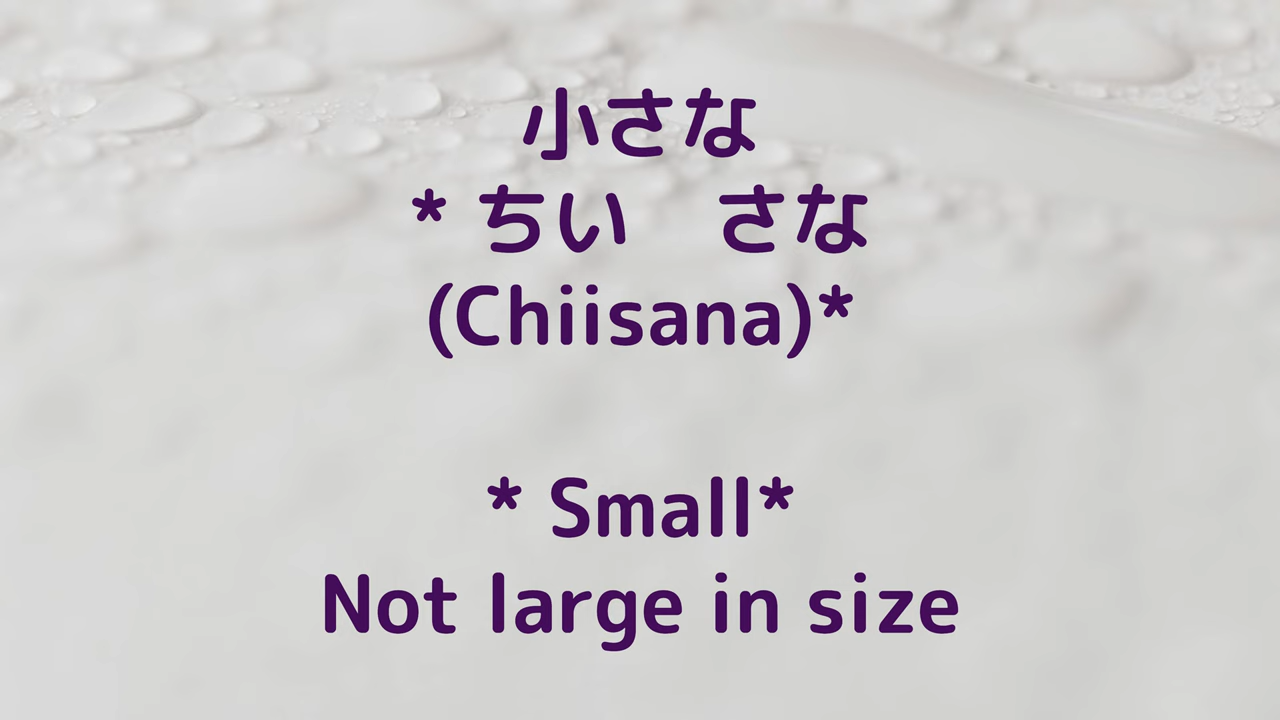 小さな
* ちい　さな
(Chiisana)*
* Small*
Not large in size